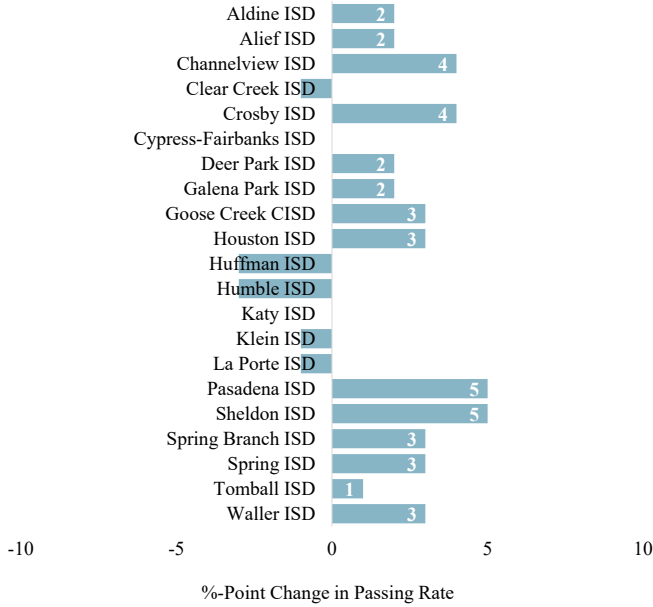 Aldine ISD 2
Alief ISD 2
Channelview ISD 4
Clear Creek ISD
Crosby ISD 4
Cypress-Fairbanks ISD
Deer Park ISD 2
Galena Park ISD 2
Goose Creek CISD 3
Houston ISD 3
Huffman ISD
Humble ISD
Katy ISD
Klein ISD
La Porte ISD
Pasadena ISD 5
Sheldon ISD 5
Spring Branch ISD 3
Spring ISD 3
Tomball ISD 1
Waller ISD 3
-10 -5 0 5 10
%-Point Change in Passing Rate